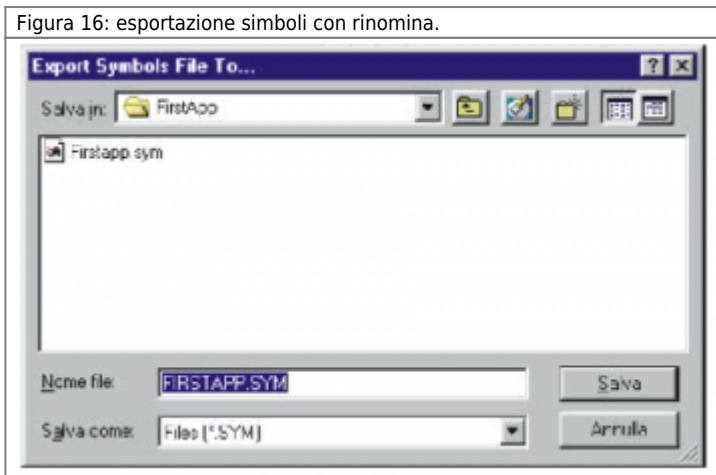 Figura 16: esportazione simboli con rinomina.
Export Symbols File To...
Salva in: FirstApp
Firstapp.sym
Nome file: FIRSTAPP.SYM Salva
Salva come: Files (*.SYM) Annulla